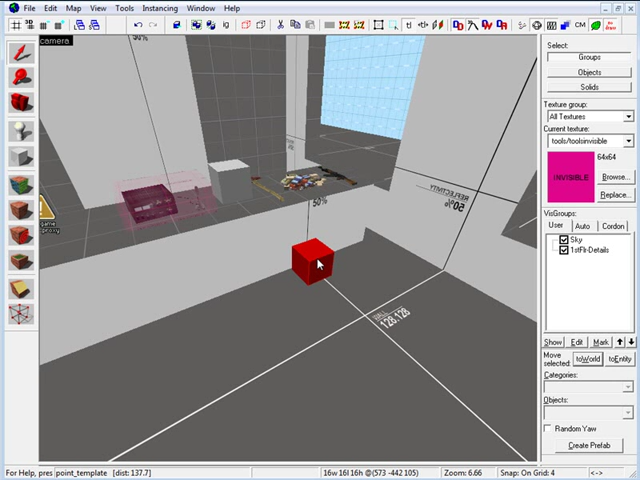 File Edit Map View Tools Instancing Window Help
camera
50%
Select:
Groups
Objects
Solids
Texture group:
All Textures
Current texture:
tools/toolsinvisible
INVISIBLE
64x64
Browse...
Replace...
VisGroups:
User Auto Cordon
Sky
1stFlr-Details
Show Edit Mark
Move selected: toWorld toEntity
Categories:
Objects:
Random Yaw
Create Prefab
REFLECTIVITY
50%
50%
WALL
128.128
game
For Help, pres point_template [dist: 137.7] 16w 16l 16h @(573 -442 105) Zoom: 6.66 Snap: On Grid: 4 <->